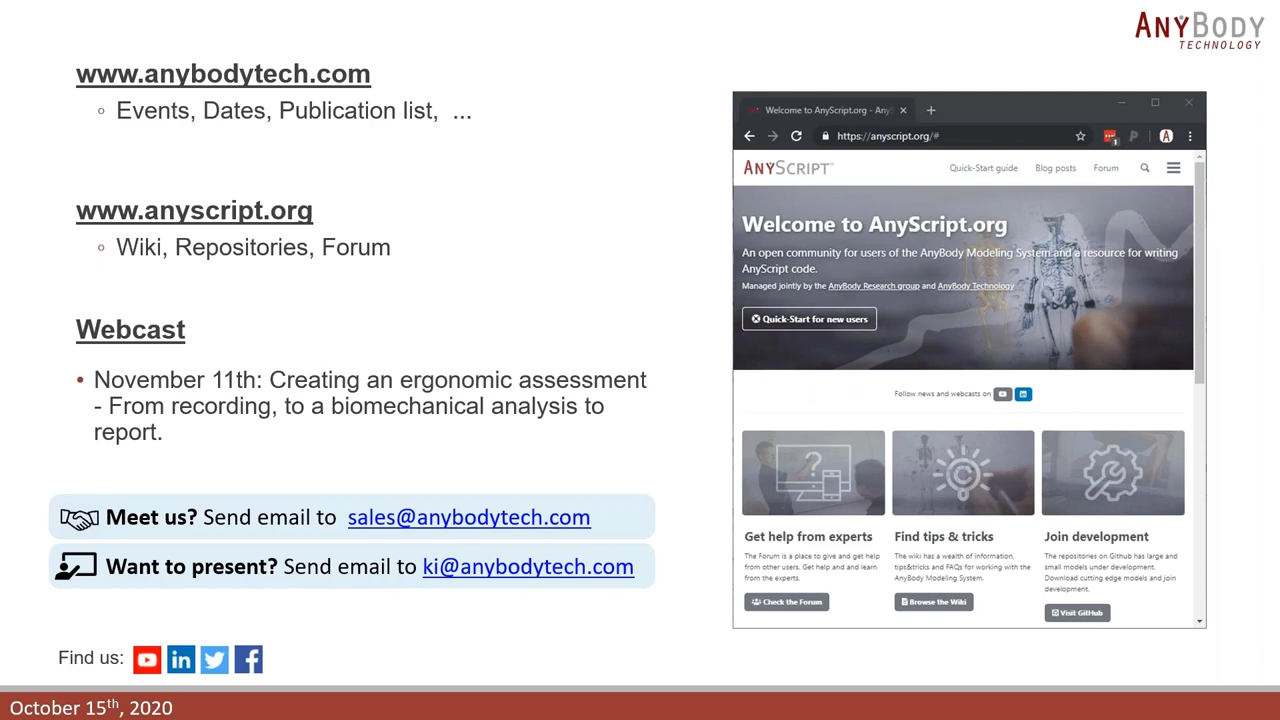 ANYBODY
TECHNOLOGY
www.anybodytech.com
◦ Events, Dates, Publication list, ...
www.anyscript.org
◦ Wiki, Repositories, Forum
Webcast
• November 11th: Creating an ergonomic assessment
- From recording, to a biomechanical analysis to
report.
Meet us? Send email to sales@anybodytech.com
Want to present? Send email to ki@anybodytech.com
Find us:
Welcome to AnyScript.org - Any
https://anyscript.org/#
1
A
ANYSCRIPT
Quick-Start guide Blog posts Forum
Welcome to AnyScript.org
An open community for users of the AnyBody Modeling System and a resource for writing
AnyScript code.
Managed jointly by the AnyBody Research group and AnyBody Technology
Quick-Start for new users
Follow news and webcasts on
Get help from experts
The Forum is a place to give and get help
from other users. Get help and and learn
from the experts.
Check the Forum
Find tips & tricks
The wiki has a wealth of information,
tips&tricks and FAQs for working with the
AnyBody Modeling System.
Browse the Wiki
Join development
The repositories on Github has large and
small models under development.
Download cutting edge models and join
development.
Visit GitHub
October 15th, 2020